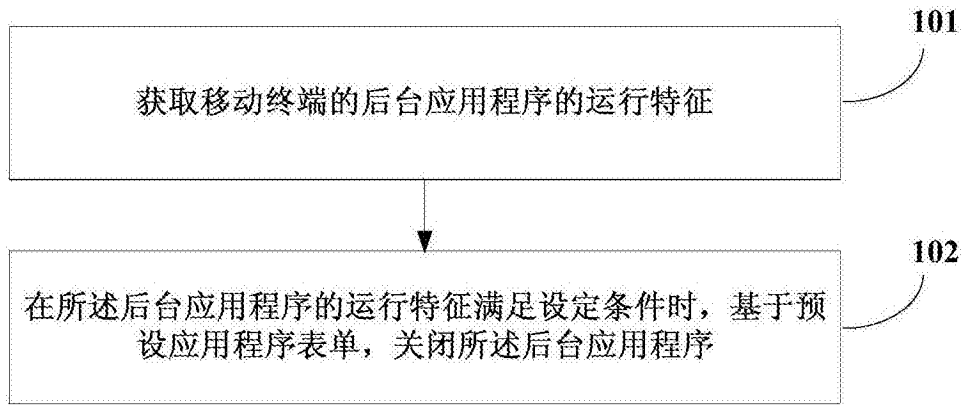 101
获取移动终端的后台应用程序的运行特征
102
在所述后台应用程序的运行特征满足设定条件时，基于预
设应用程序表单，关闭所述后台应用程序